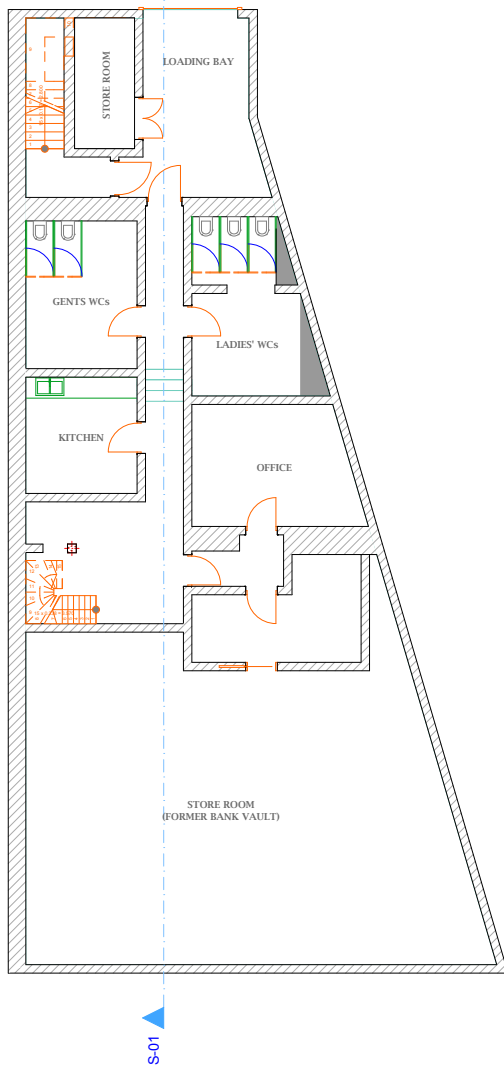 LOADING BAY
STORE ROOM
GENTS WCs
LADIES' WCs
KITCHEN
OFFICE
STORE ROOM
(FORMER BANK VAULT)
S-01